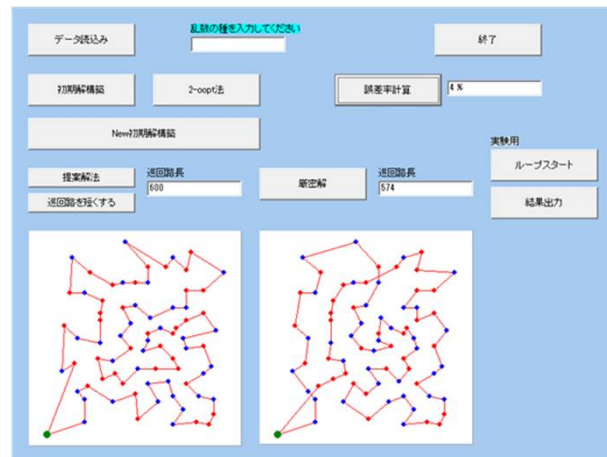 データ読込み
乱数の種を入力してください
終了
初期解構築
2-oopt法
誤差率計算
4 %
New初期解構築
実験用
提案解法
巡回路長
600
厳密解
巡回路長
574
ループスタート
巡回路を短くする
結果出力